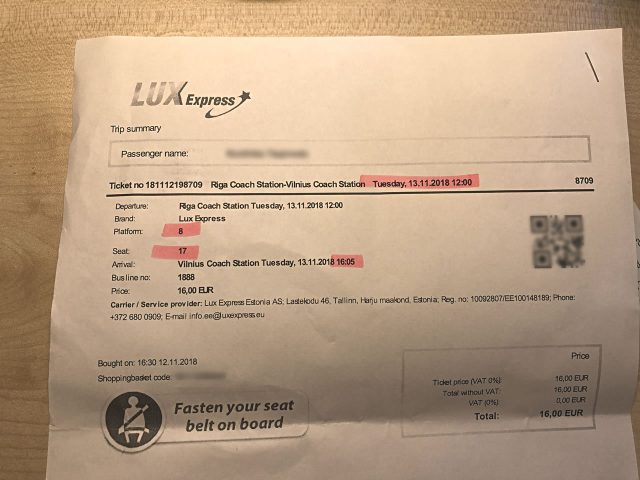 LUX Express
Trip summary
Passenger name:
Ticket no 181112198709 Riga Coach Station-Vilnius Coach Station Tuesday, 13.11.2018 12:00 8709
Departure: Riga Coach Station Tuesday, 13.11.2018 12:00
Brand: Lux Express
Platform: 8
Seat: 17
Arrival: Vilnius Coach Station Tuesday, 13.11.2018 16:05
Bus line no: 1888
Price: 16,00 EUR
Carrier / Service provider: Lux Express Estonia AS; Lastekodu 46, Tallinn, Harju maakond, Estonia; Reg. no: 10092807/EE100148189; Phone:
+372 680 0909; E-mail info.ee@luxexpress.eu
Bought on: 16:30 12.11.2018
Shoppingbasket code:
Price
Ticket price (VAT 0%): 16,00 EUR
Total without VAT: 16,00 EUR
VAT (0%): 0,00 EUR
Total: 16,00 EUR
Fasten your seat
belt on board